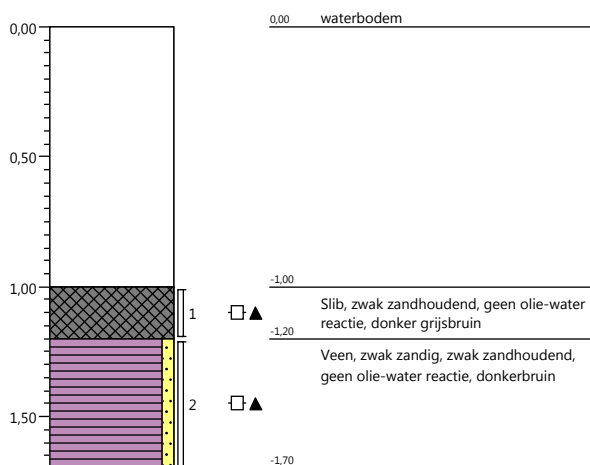 0,00 waterbodem
0,00
0,50
1,00
-1,00
1
Slib, zwak zandhoudend, geen olie-water
reactie, donker grijsbruin
-1,20
Veen, zwak zandig, zwak zandhoudend,
geen olie-water reactie, donkerbruin
2
1,50
-1,70